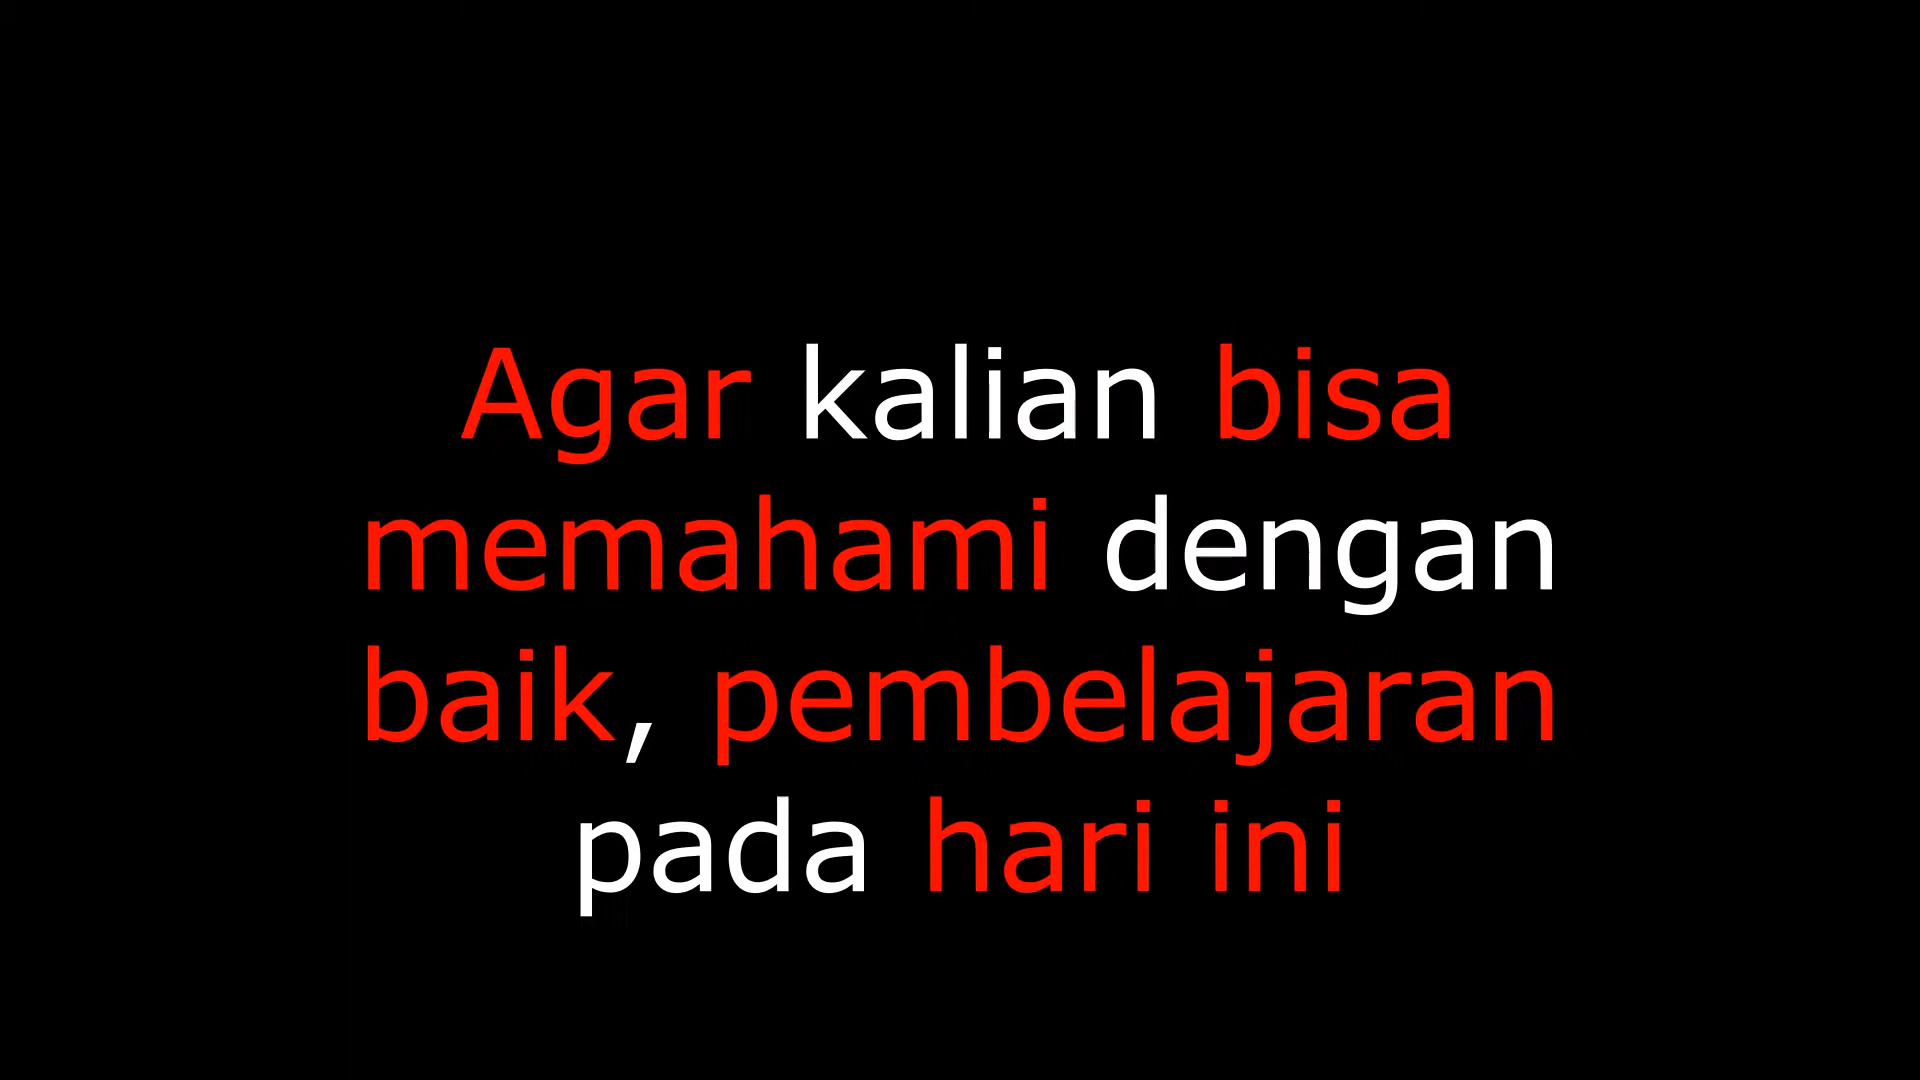 Agar kalian bisa
memahami dengan
baik, pembelajaran
pada hari ini